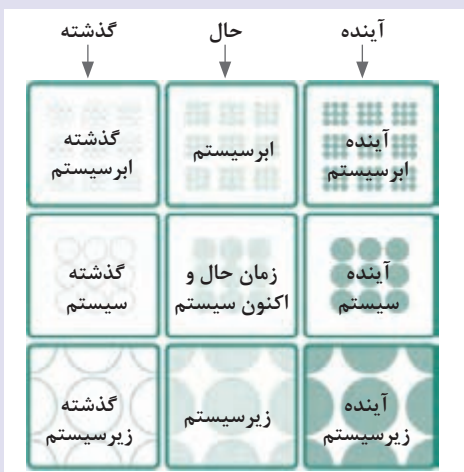 آینده حال گذشته
آینده ابرسیستم گذشته
ابرسیستم ابرسیستم
آینده زمان حال و گذشته
سیستم اکنون سیستم سیستم
آینده زیرسیستم گذشته
زیرسیستم زیرسیستم